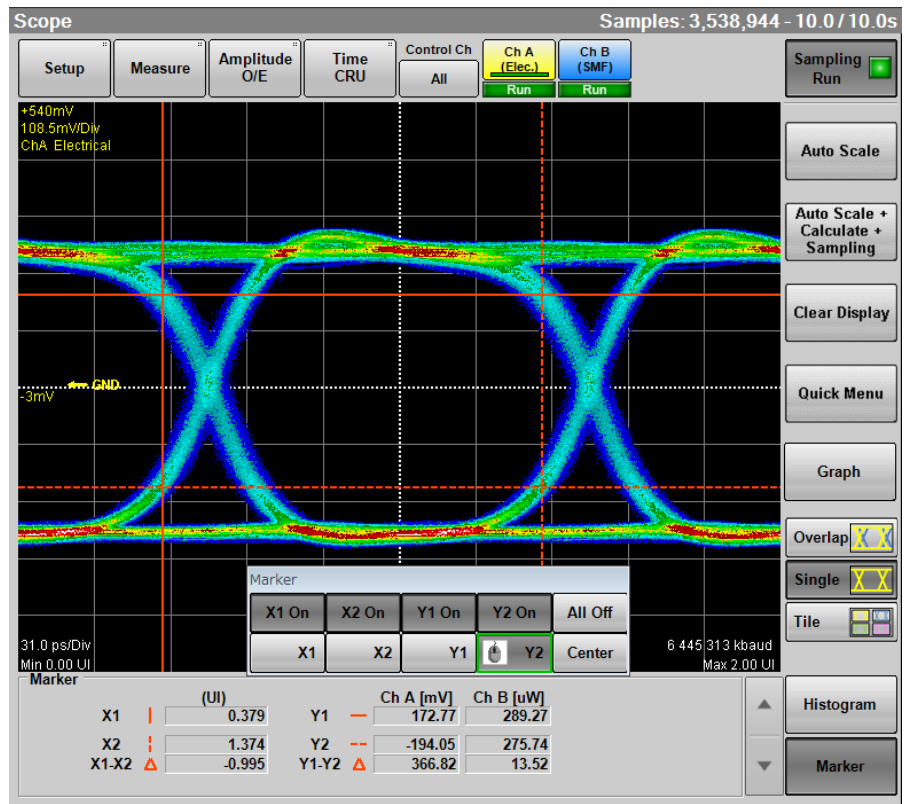 Scope Samples: 3,538,944 - 10.0 / 10.0s
Setup
Measure
Amplitude
O/E
Time
CRU
Control Ch
All
Ch A
(Elec.)
Run
Ch B
(SMF)
Run
Sampling
Run
+540mV
108.5mV/Div
ChA Electrical
GND
-3mV
31.0 ps/Div
Min 0.00 UI
6 445 313 kbaud
Max 2.00 UI
Auto Scale
Auto Scale +
Calculate +
Sampling
Clear Display
Quick Menu
Graph
Overlap
Single
Tile
Marker
X1 On X2 On Y1 On Y2 On All Off
X1 X2 Y1 Y2 Center
Marker
(UI) Ch A [mV] Ch B [uW]
X1 0.379 Y1 172.77 289.27
X2 1.374 Y2 -194.05 275.74
X1-X2 -0.995 Y1-Y2 366.82 13.52
Histogram
Marker